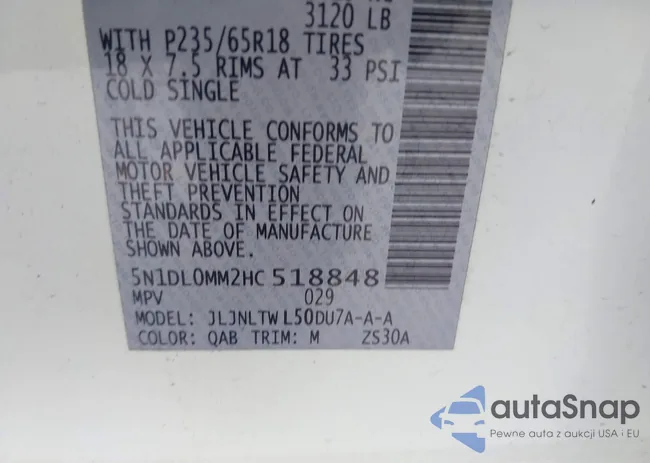 3120 LB
WITH P235/65R18 TIRES
18 X 7.5 RIMS AT 33 PSI
COLD SINGLE
THIS VEHICLE CONFORMS TO
ALL APPLICABLE FEDERAL
MOTOR VEHICLE SAFETY AND
THEFT PREVENTION
STANDARDS IN EFFECT ON
THE DATE OF MANUFACTURE
SHOWN ABOVE.
5N1DL0MM2HC 518848
MPV 029
MODEL: JLJNLTW L50DU7A-A-A
COLOR: QAB TRIM: M ZS30A
autaSnap
Pewne auta z aukcji USA i EU